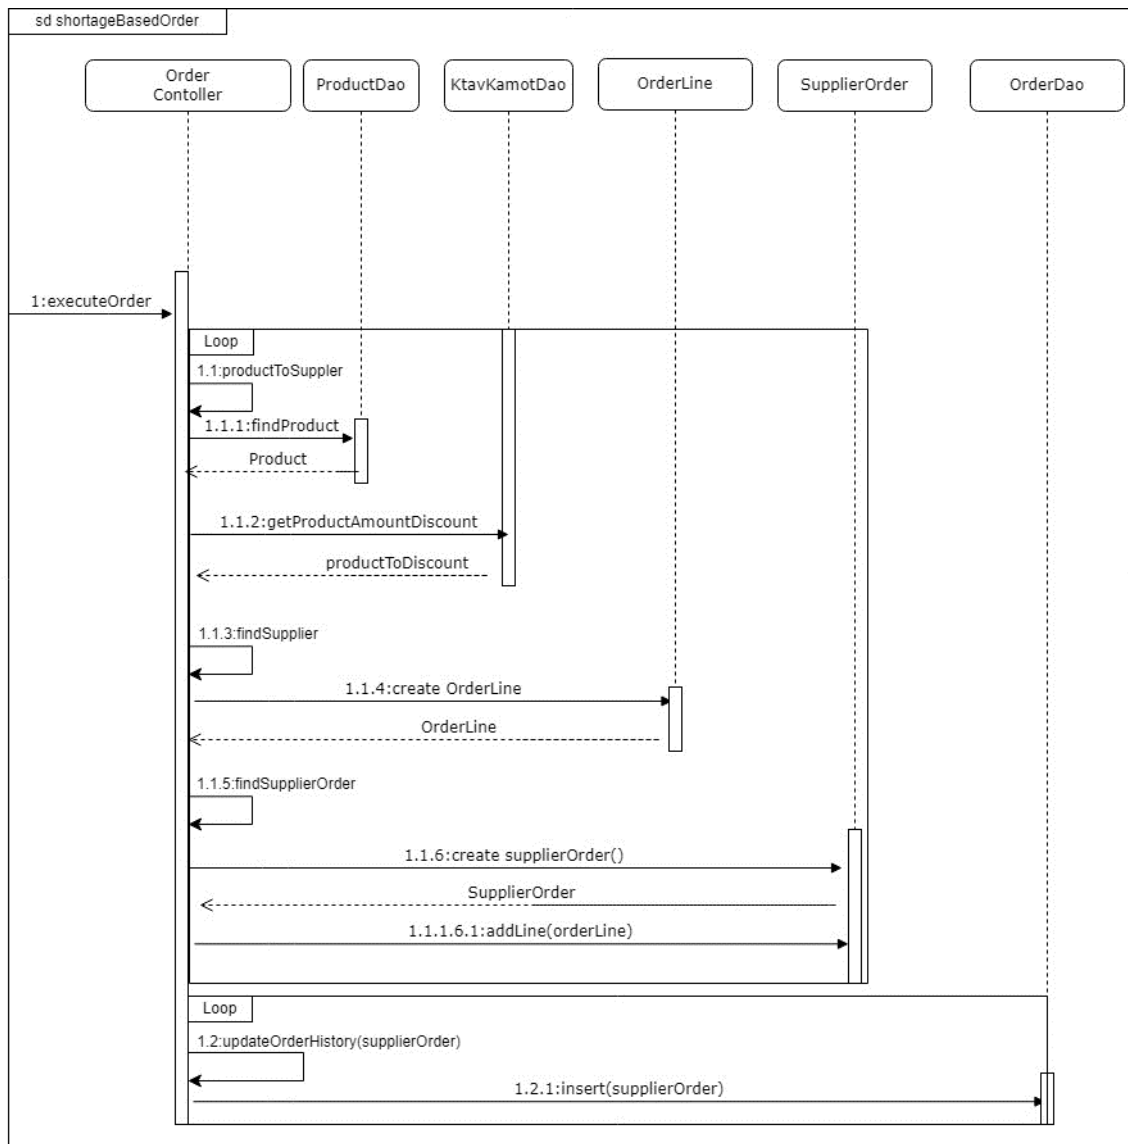 sd shortageBasedOrder
Order
Contoller
ProductDao
KtavKamotDao
OrderLine
SupplierOrder
OrderDao
1:executeOrder
Loop
1.1:productToSuppler
1.1.1:findProduct
Product
1.1.2:getProductAmountDiscount
productToDiscount
1.1.3:findSupplier
1.1.4:create OrderLine
OrderLine
1.1.5:findSupplierOrder
1.1.6:create supplierOrder()
SupplierOrder
1.1.1.6.1:addLine(orderLine)
Loop
1.2:updateOrderHistory(supplierOrder)
1.2.1:insert(supplierOrder)